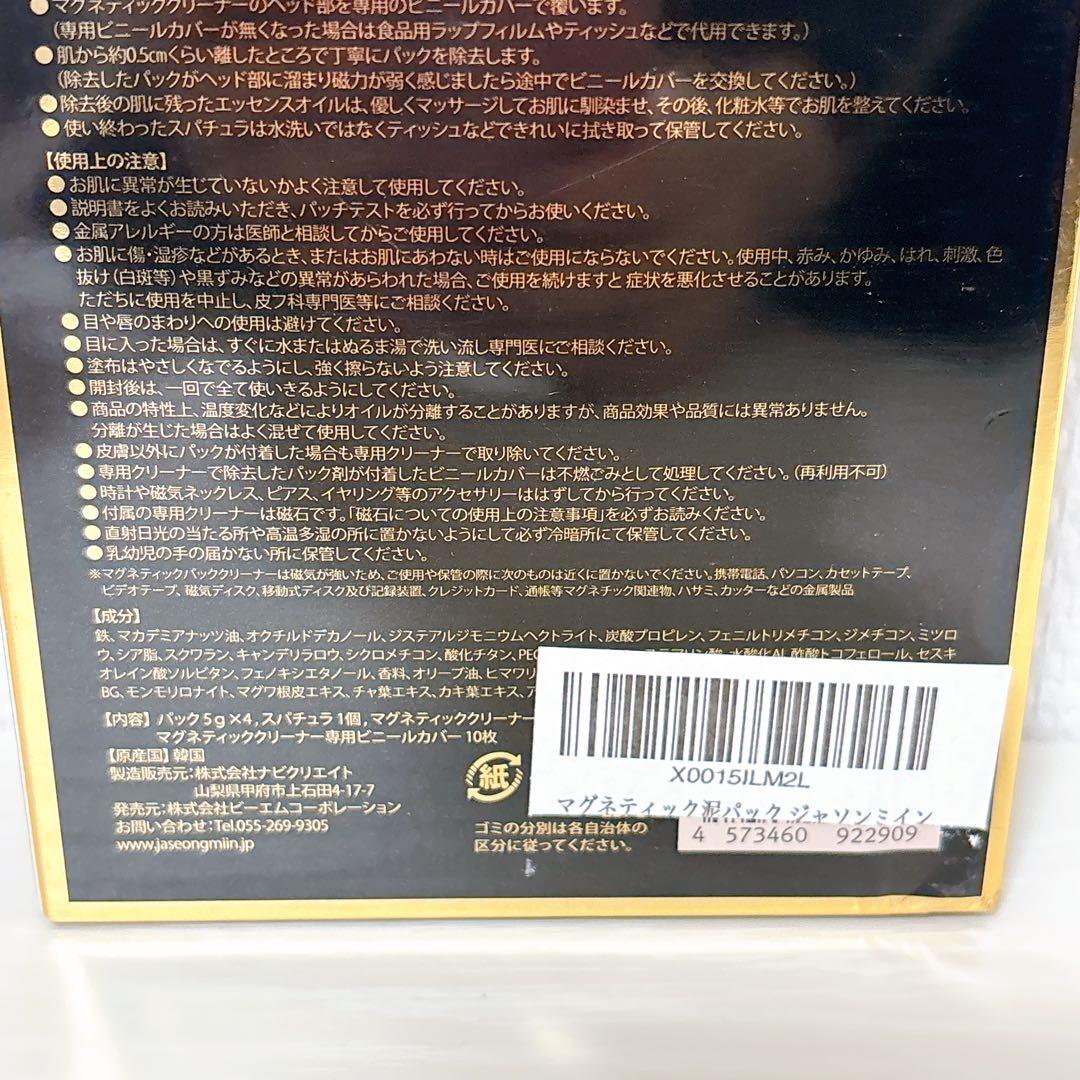 ●マグネティッククリーナーのヘッド部を専用のビニールカバーで覆います。
(専用ビニールカバーが無くなった場合は食品用ラップフィルムやティッシュなどで代用できます。)
●肌から約0.5cmくらい離したところで丁寧にパックを除去します。
(除去したパックがヘッド部に溜まり磁力が弱く感じましたら途中でビニールカバーを交換してください。)
●除去後の肌に残ったエッセンスオイルは、優しくマッサージしてお肌に馴染ませ、その後、化粧水等でお肌を整えてください。
●使い終わったスパチュラは水洗いではなくティッシュなどできれいに拭き取って保管してください。
【使用上の注意】
●お肌に異常が生じていないかよく注意して使用してください。
●説明書をよくお読みいただき、パッチテストを必ず行ってからお使いください。
●金属アレルギーの方は医師と相談してからご使用してください。
●お肌に傷・湿疹などがあるとき、またはお肌にあわない時はご使用にならないでください。使用中、赤み、かゆみ、はれ、刺激、色
抜け(白斑等)や黒ずみなどの異常があらわれた場合、ご使用を続けますと 症状を悪化させることがあります。
ただちに使用を中止し、皮フ科専門医等にご相談ください。
●目や唇のまわりへの使用は避けてください。
●目に入った場合は、すぐに水またはぬるま湯で洗い流し専門医にご相談ください。
●塗布はやさしくなでるようにし、強く擦らないよう注意してください。
●開封後は、一回で全て使いきるようにしてください。
●商品の特性上、温度変化などによりオイルが分離することがありますが、商品効果や品質には異常ありません。
分離が生じた場合はよく混ぜて使用してください。
●皮膚以外にパックが付着した場合も専用クリーナーで取り除いてください。
●専用クリーナーで除去したパック剤が付着したビニールカバーは不燃ごみとして処理してください。(再利用不可)
●時計や磁気ネックレス、ピアス、イヤリング等のアクセサリーははずしてから行ってください。
●付属の専用クリーナーは磁石です。「磁石についての使用上の注意事項」を必ずお読みください。
●直射日光の当たる所や高温多湿の所に置かないようにして必ず冷暗所にて保管してください。
●乳幼児の手の届かない所に保管してください。
※マグネティックパッククリーナーは磁気が強いため、ご使用や保管の際に次のものは近くに置かないでください。携帯電話、パソコン、カセットテープ、
ビデオテープ、磁気ディスク、移動式ディスク及び記録装置、クレジットカード、通帳等マグネチック関連物、ハサミ、カッターなどの金属製品
【成分】
鉄、マカデミアナッツ油、オクチルドデカノール、ジステアルジモニウムヘクトライト、炭酸プロピレン、フェニルトリメチコン、ジメチコン、ミツロ
ウ、シア脂、スクワラン、キャンデリラロウ、シクロメチコン、酸化チタン、PEG ステアリン酸、水酸化Al、酢酸トコフェロール、セスキ
オレイン酸ソルビタン、フェノキシエタノール、香料、オリーブ油、ヒマワリ
BG、モンモリロナイト、マグワ根皮エキス、チャ葉エキス、カキ葉エキス、
【内容】パック5g×4,スパチュラ1個,マグネティッククリーナー
マグネティッククリーナー専用ビニールカバー 10枚
【原産国】韓国
製造販売元:株式会社ナビクリエイト
山梨県甲府市上石田4-17-7
発売元:株式会社ビーエムコーポレーション
お問い合わせ:Tel.055-269-9305
www.jaseongmiin.jp
紙
ゴミの分別は各自治体の
区分に従ってください。
X0015ILM2L
マグネティック泥パック ジャソンミイン
4 573460 922909